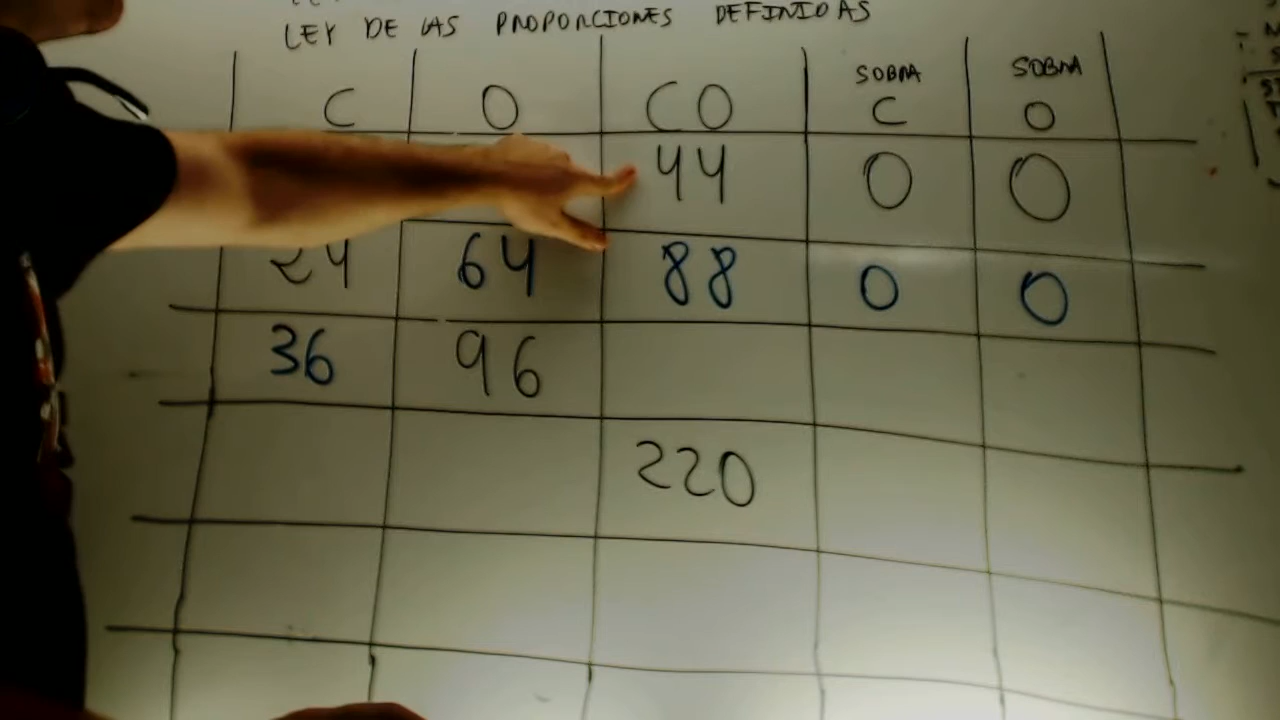 LEY DE LAS PROPORCIONES DEFINIDAS
SOBRA SOBRA
C O CO C O
44 0 0
24 64 88 0 0
36 96
220